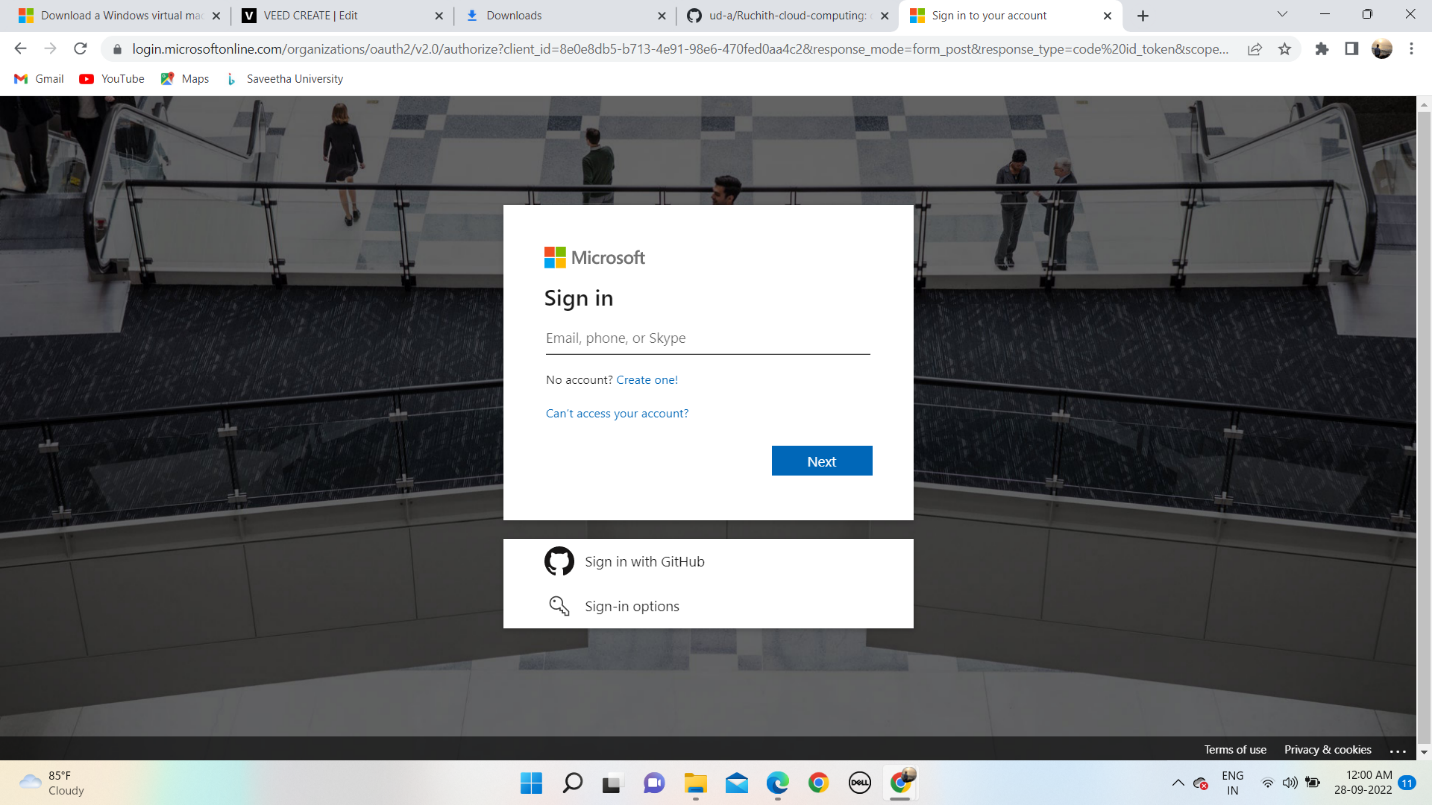 Download a Windows virtual mac
VEED CREATE | Edit
Downloads
ud-a/Ruchith-cloud-computing:
Sign in to your account
login.microsoftonline.com/organizations/oauth2/v2.0/authorize?client_id=8e0e8db5-b713-4e91-98e6-470fed0aa4c2&response_mode=form_post&response_type=code%20id_token&scope...
Gmail
YouTube
Maps
Saveetha University
Microsoft
Sign in
Email, phone, or Skype
No account? Create one!
Can't access your account?
Next
Sign in with GitHub
Sign-in options
Terms of use
Privacy & cookies
...
85°F
Cloudy
DELL
ENG
IN
12:00 AM
28-09-2022
11